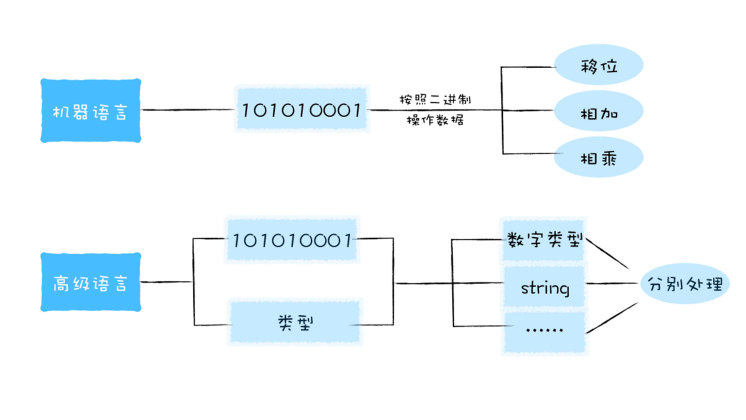 机器语言
101010001
按照二进制
操作数据
移位
相加
相乘
高级语言
101010001
类型
数字类型
string
......
分别处理